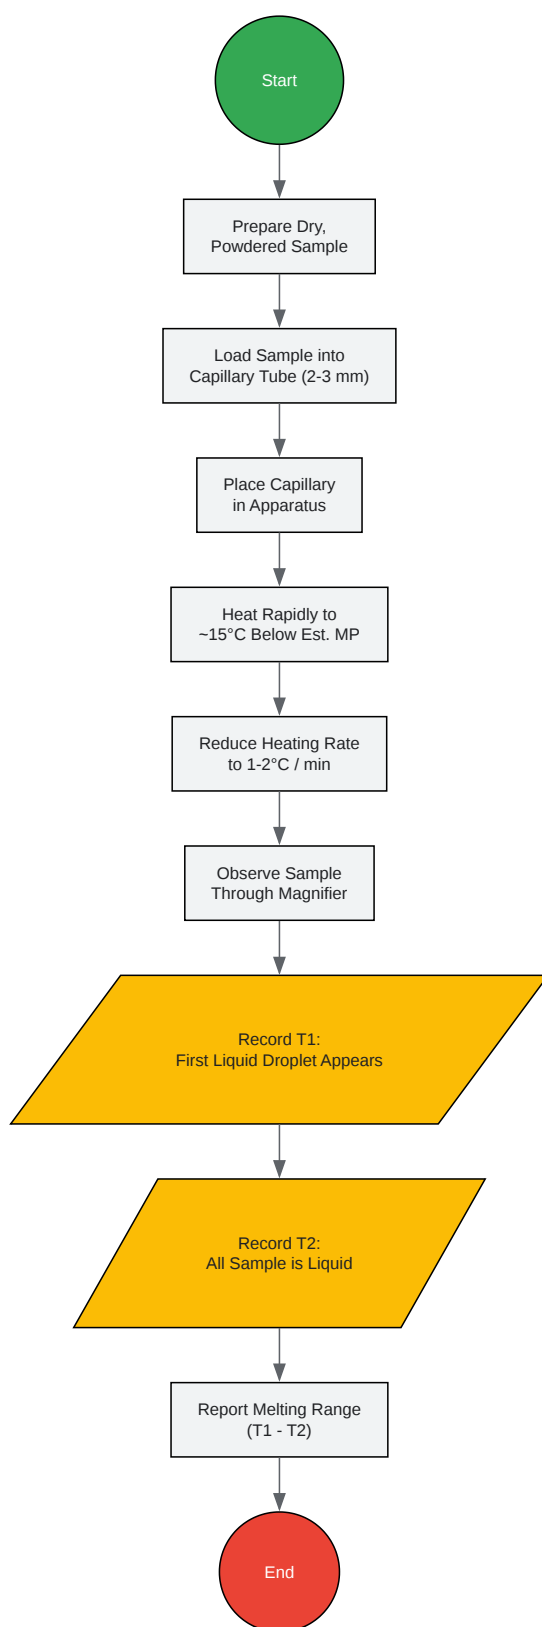 Start
Prepare Dry,
Powdered Sample
Load Sample into
Capillary Tube (2-3 mm)
Place Capillary
in Apparatus
Heat Rapidly to
~15°C Below Est. MP
Reduce Heating Rate
to 1-2°C / min
Observe Sample
Through Magnifier
Record T1:
First Liquid Droplet Appears
Record T2:
All Sample is Liquid
Report Melting Range
(T1 - T2)
End